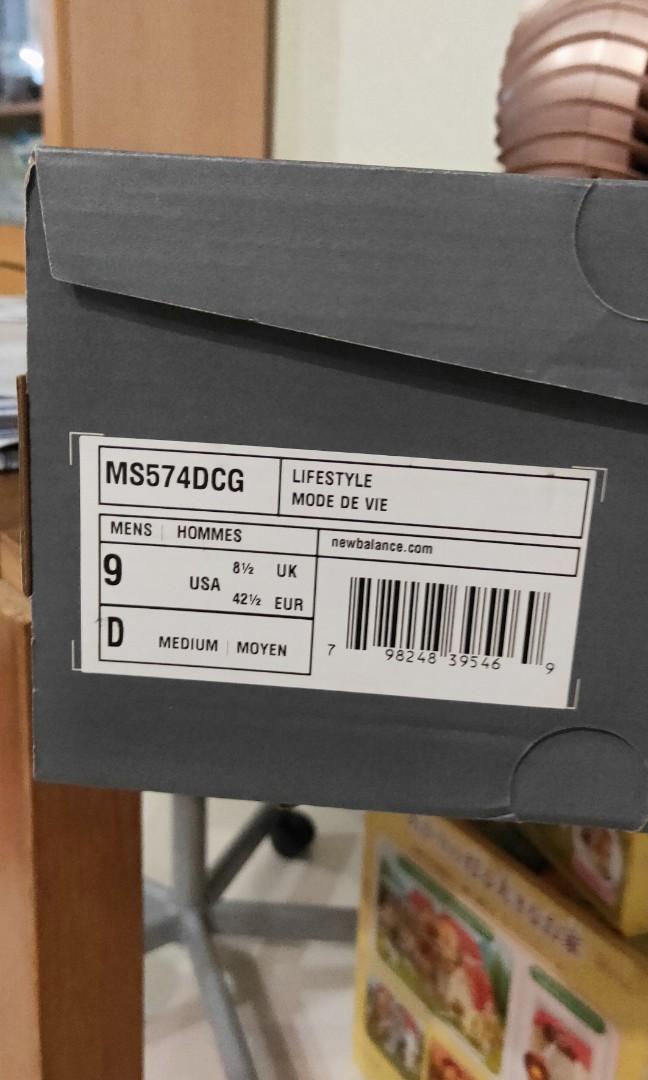 MS574DCG
LIFESTYLE
MODE DE VIE
MENS | HOMMES
newbalance.com
9 USA 8½ UK
42½ EUR
D MEDIUM | MOYEN
7 98248 39546 9